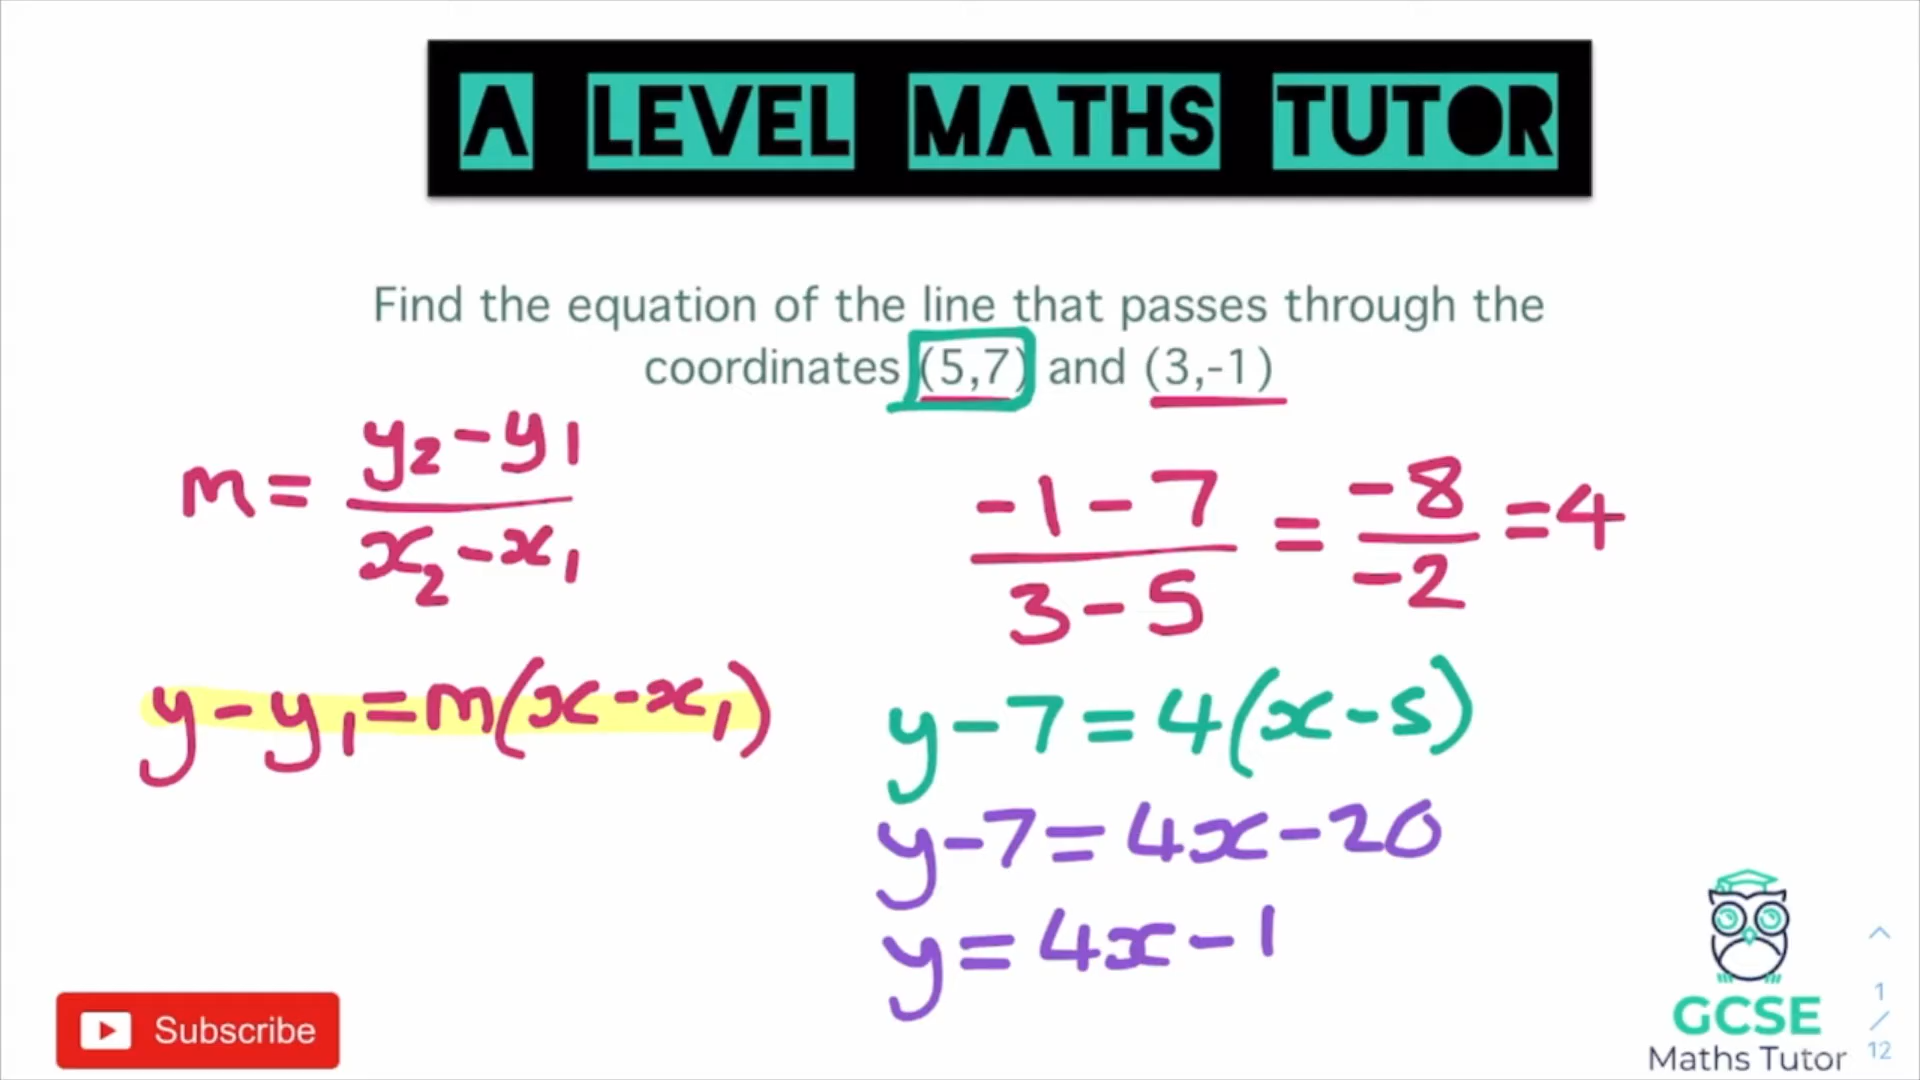 A LEVEL MATHS TUTOR
Find the equation of the line that passes through the
coordinates (5,7) and (3,-1)
m = (y₂ - y₁)/(x₂ - x₁)
(-1 - 7)/(3 - 5) = -8/-2 = 4
y - y₁ = m(x - x₁)
y - 7 = 4(x - 5)
y - 7 = 4x - 20
y = 4x - 1
Subscribe
GCSE
Maths Tutor
1
/
12